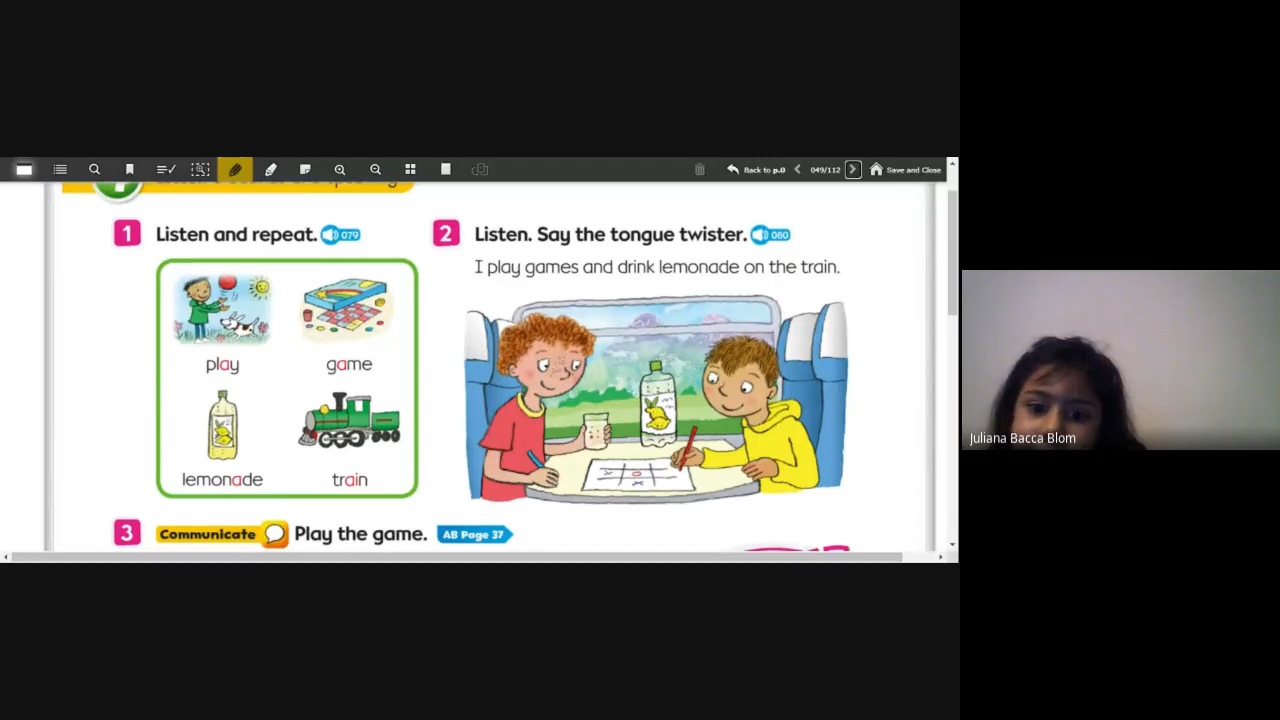 Back to p.0
049/112
Save and Close
1 Listen and repeat. 079
play
game
lemonade
train
2 Listen. Say the tongue twister. 080
I play games and drink lemonade on the train.
3 Communicate Play the game. AB Page 37
Juliana Bacca Blom